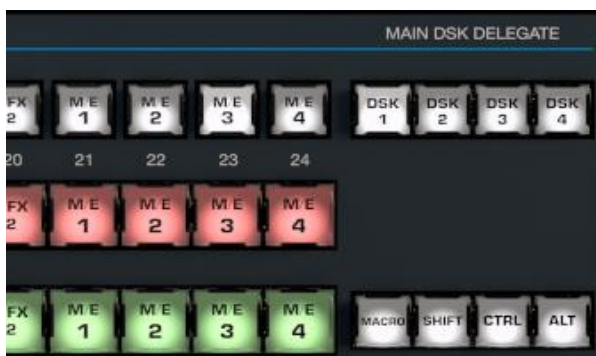 MAIN DSK DELEGATE
FX 2 M/E 1 M/E 2 M/E 3 M/E 4 DSK 1 DSK 2 DSK 3 DSK 4
20 21 22 23 24
FX 2 M/E 1 M/E 2 M/E 3 M/E 4
FX 2 M/E 1 M/E 2 M/E 3 M/E 4 MACRO SHIFT CTRL ALT